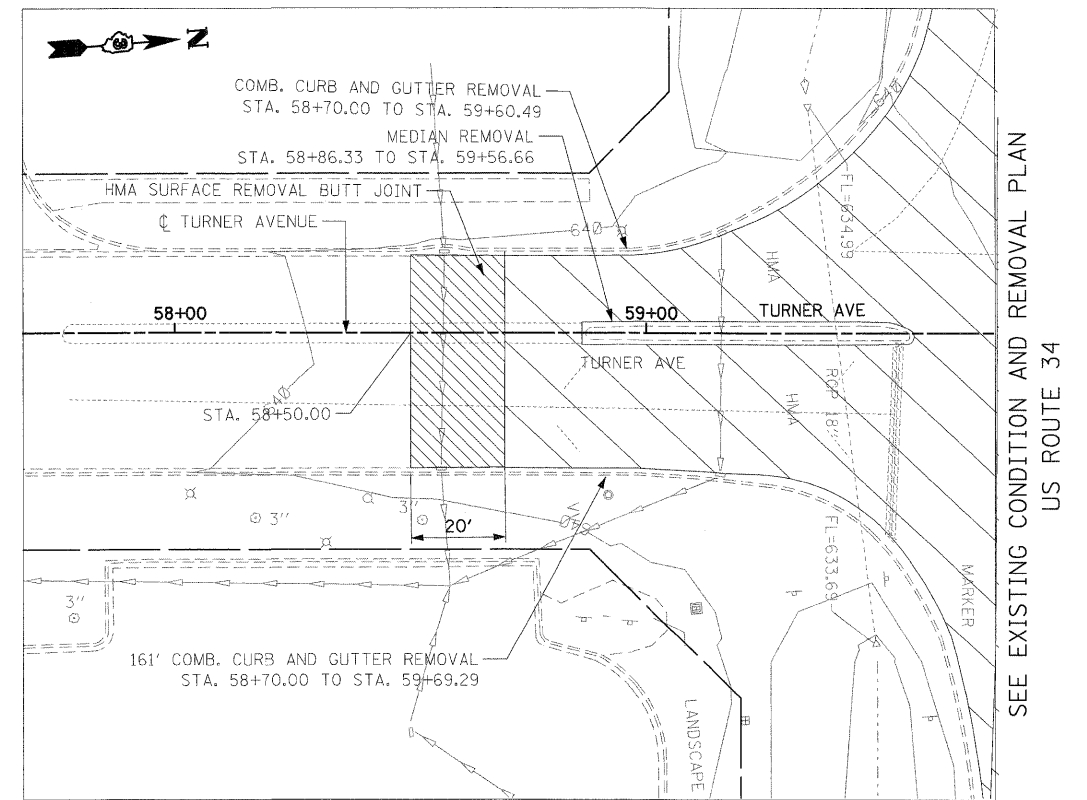 N
COMB. CURB AND GUTTER REMOVAL
STA. 58+70.00 TO STA. 59+60.49
MEDIAN REMOVAL
STA. 58+86.33 TO STA. 59+56.66
HMA SURFACE REMOVAL BUTT JOINT
℄ TURNER AVENUE
640
640
FL=634.99
HMA
58+00
59+00
TURNER AVE
TURNER AVE
640
STA. 58+50.00
RCP 18"
HMA
3"
3"
20'
640
FL=633.69
MARKER
3"
161' COMB. CURB AND GUTTER REMOVAL
STA. 58+70.00 TO STA. 59+69.29
LANDSCAPE
SEE EXISTING CONDITION AND REMOVAL PLAN
US ROUTE 34